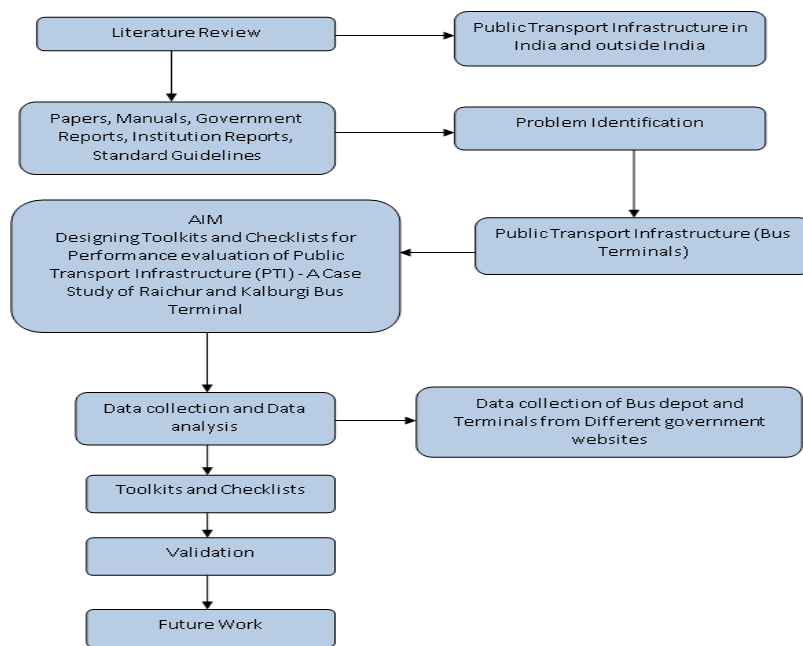 Literature Review
Public Transport Infrastructure in
India and outside India
Papers, Manuals, Government
Reports, Institution Reports,
Standard Guidelines
Problem Identification
Public Transport Infrastructure (Bus
Terminals)
AIM
Designing Toolkits and Checklists for
Performance evaluation of Public
Transport Infrastructure (PTI) - A Case
Study of Raichur and Kalburgi Bus
Terminal
Data collection and Data
analysis
Data collection of Bus depot and
Terminals from Different government
websites
Toolkits and Checklists
Validation
Future Work